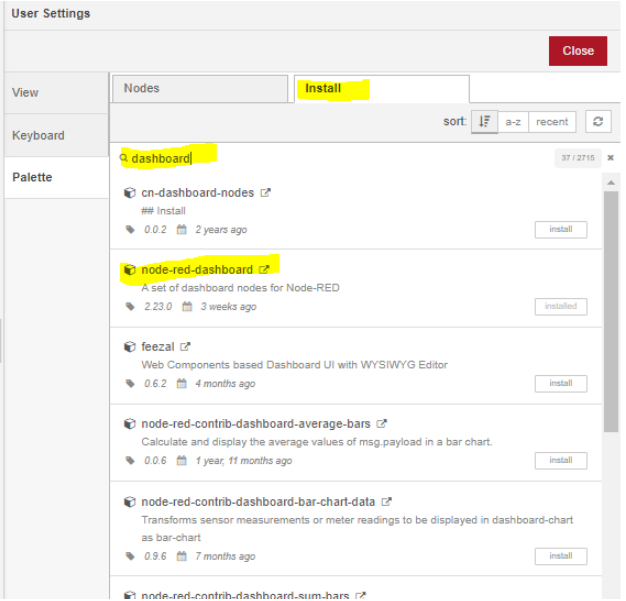 User Settings
Close
View
Keyboard
Palette
Nodes
Install
sort:
a-z
recent
dashboard
37 / 2715
cn-dashboard-nodes
## Install
0.0.2
2 years ago
install
node-red-dashboard
A set of dashboard nodes for Node-RED
2.23.0
3 weeks ago
installed
feezal
Web Components based Dashboard UI with WYSIWYG Editor
0.6.2
4 months ago
install
node-red-contrib-dashboard-average-bars
Calculate and display the average values of msg.payload in a bar chart.
0.0.6
1 year, 11 months ago
install
node-red-contrib-dashboard-bar-chart-data
Transforms sensor measurements or meter readings to be displayed in dashboard-chart
as bar-chart
0.9.6
7 months ago
install
node-red-contrib-dashboard-sum-bars